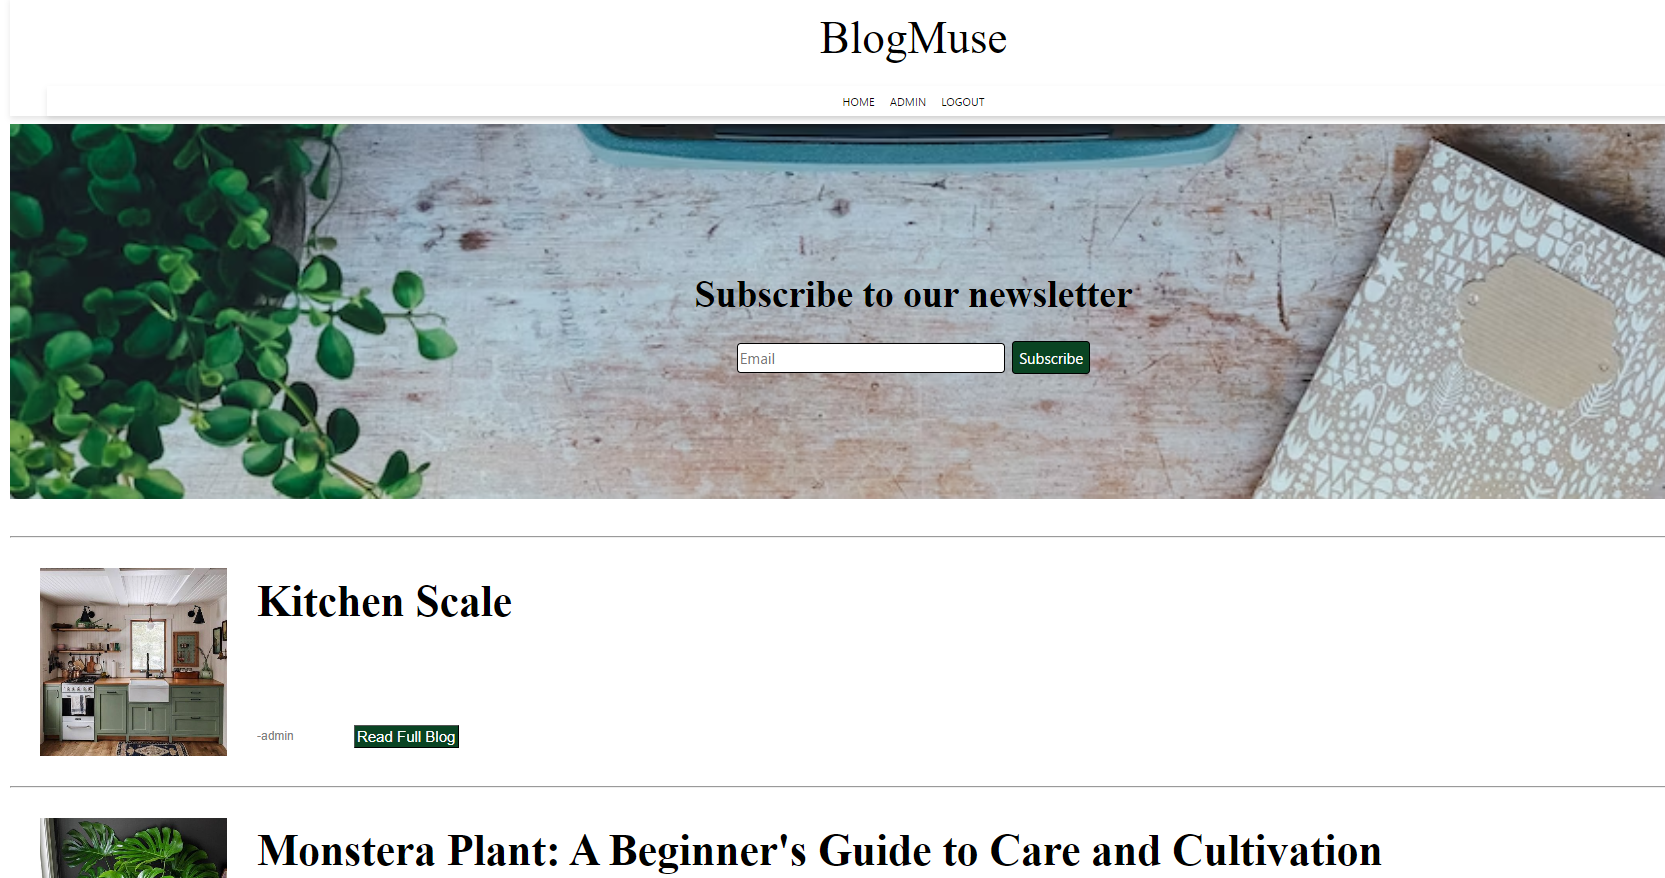 BlogMuse
HOME ADMIN LOGOUT
Subscribe to our newsletter
Email Subscribe
Kitchen Scale
-admin Read Full Blog
Monstera Plant: A Beginner's Guide to Care and Cultivation